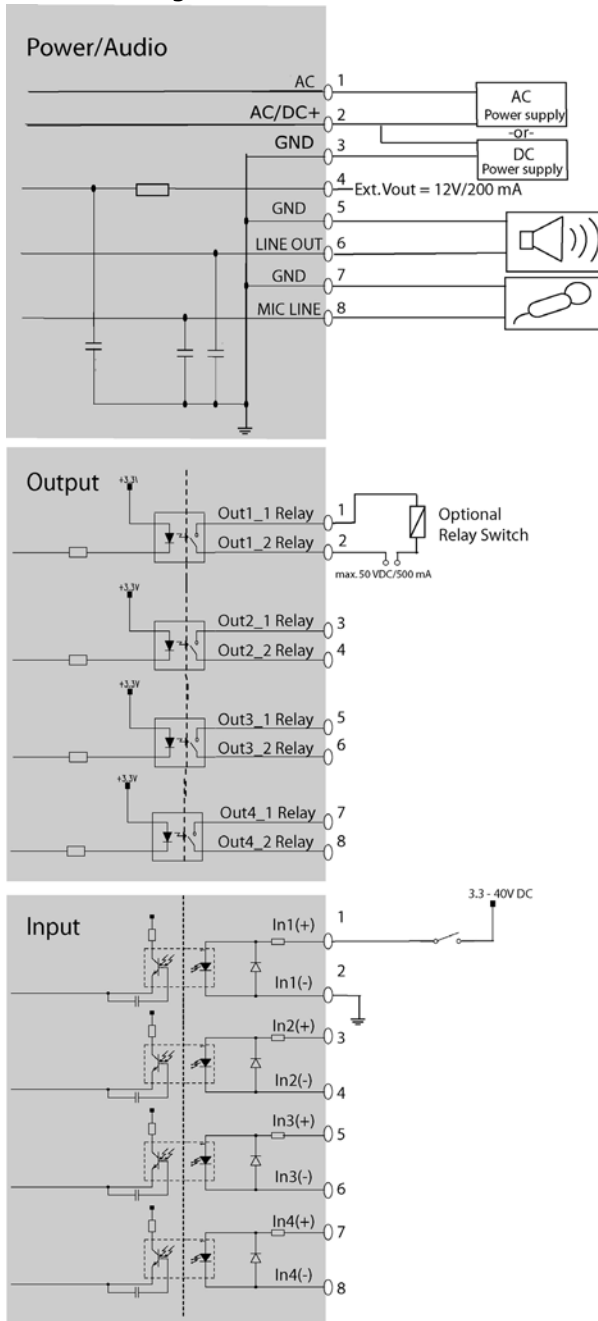 Power/Audio
AC 1
AC
Power supply
AC/DC+ 2
-or-
GND 3
DC
Power supply
4 Ext.Vout = 12V/200 mA
GND 5
LINE OUT 6
GND 7
MIC LINE 8
Output
+3.3V
Out1_1 Relay 1
Optional
Relay Switch
Out1_2 Relay 2
max. 50 VDC/500 mA
+3.3V
Out2_1 Relay 3
Out2_2 Relay 4
+3.3V
Out3_1 Relay 5
Out3_2 Relay 6
+3.3V
Out4_1 Relay 7
Out4_2 Relay 8
3.3 - 40V DC
Input
In1(+) 1
In1(-) 2
In2(+) 3
In2(-) 4
In3(+) 5
In3(-) 6
In4(+) 7
In4(-) 8